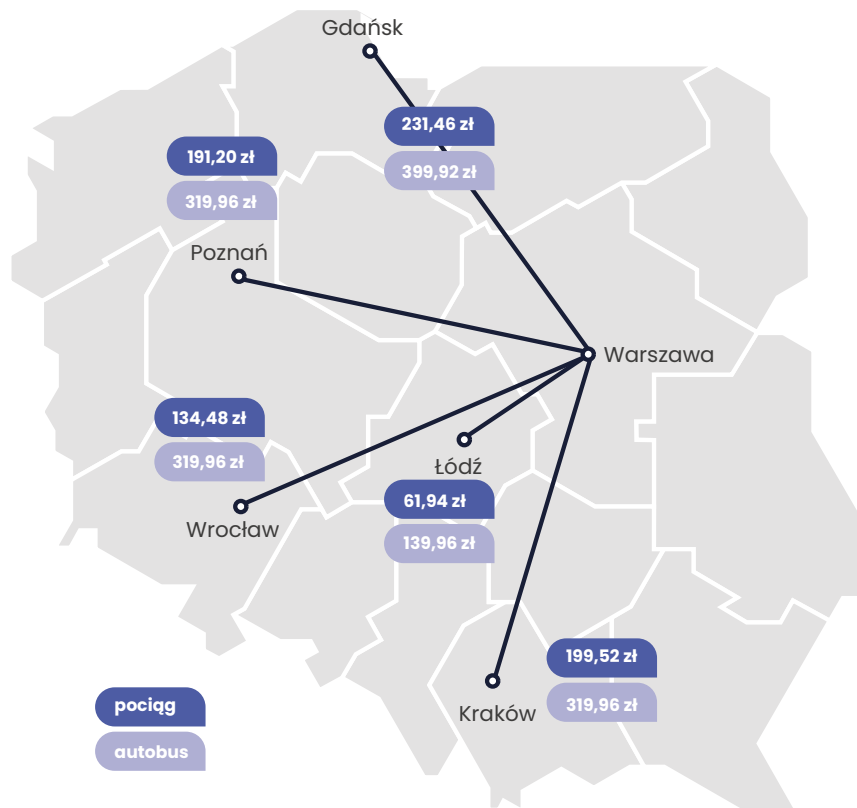 Gdańsk
231,46 zł
399,92 zł
191,20 zł
319,96 zł
Poznań
Warszawa
134,48 zł
319,96 zł
Wrocław
Łódź
61,94 zł
139,96 zł
199,52 zł
319,96 zł
Kraków
pociąg
autobus